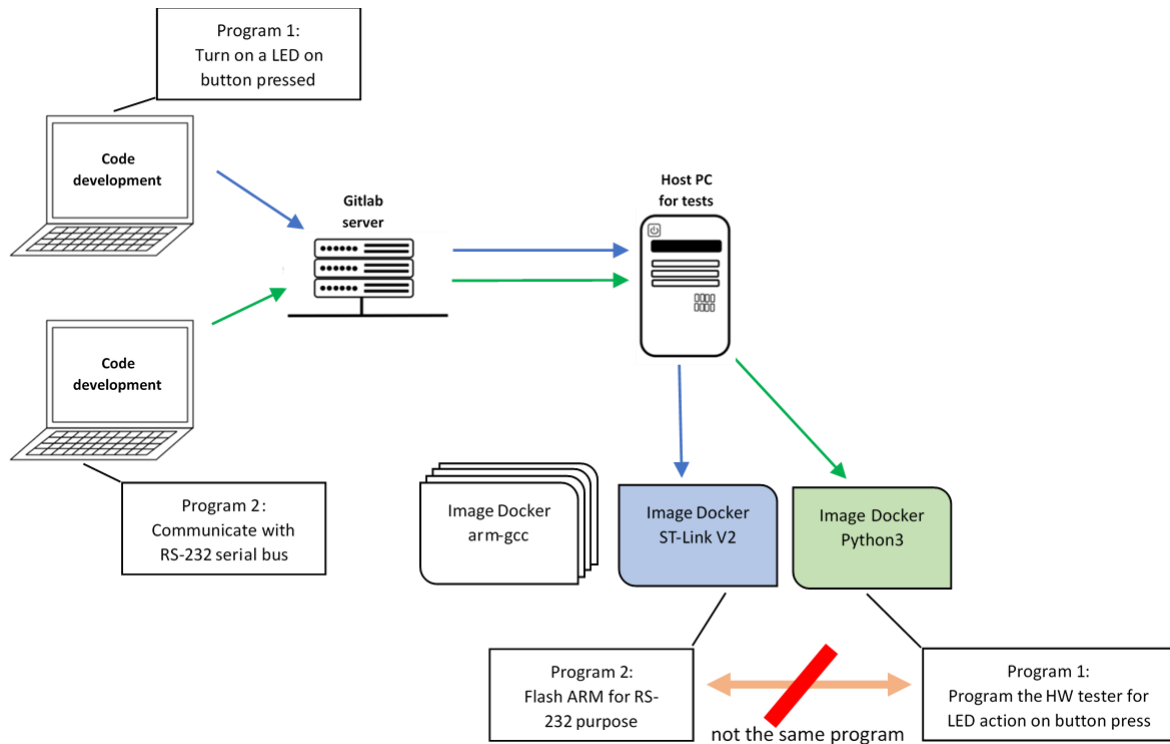 Program 1:
Turn on a LED on
button pressed
Code
development
Gitlab
server
Host PC
for tests
Code
development
Program 2:
Communicate with
RS-232 serial bus
Image Docker
arm-gcc
Image Docker
ST-Link V2
Image Docker
Python3
Program 2:
Flash ARM for RS-
232 purpose
not the same program
Program 1:
Program the HW tester for
LED action on button press